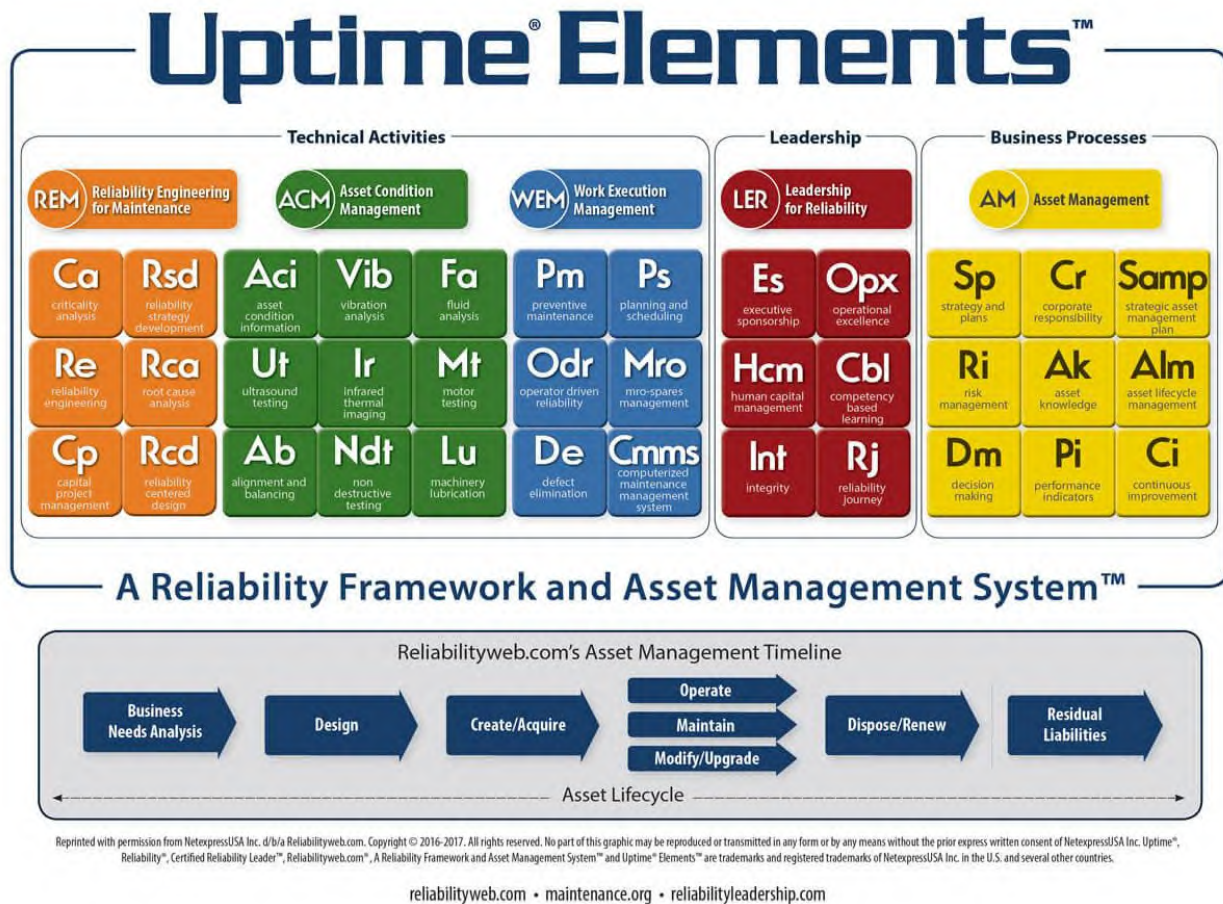 Uptime® Elements™
Technical Activities
REM
Reliability Engineering
for Maintenance
ACM
Asset Condition
Management
WEM
Work Execution
Management
Ca
criticality
analysis
Rsd
reliability
strategy
development
Re
reliability
engineering
Rca
root cause
analysis
Cp
capital
project
management
Rcd
reliability
centered
design
Aci
asset
condition
information
Vib
vibration
analysis
Fa
fluid
analysis
Ut
ultrasound
testing
Ir
infrared
thermal
imaging
Mt
motor
testing
Ab
alignment and
balancing
Ndt
non
destructive
testing
Lu
machinery
lubrication
Pm
preventive
maintenance
Ps
planning and
scheduling
Odr
operator driven
reliability
Mro
mro-spares
management
De
defect
elimination
Cmms
computerized
maintenance
management
system
Leadership
LER
Leadership
for Reliability
Es
executive
sponsorship
Opx
operational
excellence
Hcm
human capital
management
Cbl
competency
based
learning
Int
integrity
Rj
reliability
journey
Business Processes
AM
Asset Management
Sp
strategy and
plans
Cr
corporate
responsibility
Samp
strategic asset
management
plan
Ri
risk
management
Ak
asset
knowledge
Alm
asset lifecycle
management
Dm
decision
making
Pi
performance
indicators
Ci
continuous
improvement
A Reliability Framework and Asset Management System™
Reliabilityweb.com's Asset Management Timeline
Business
Needs Analysis
Design
Create/Acquire
Operate
Maintain
Modify/Upgrade
Dispose/Renew
Residual
Liabilities
Asset Lifecycle
Reprinted with permission from NetexpressUSA Inc. d/b/a Reliabilityweb.com. Copyright © 2016-2017. All rights reserved. No part of this graphic may be reproduced or transmitted in any form or by any means without the prior express written consent of NetexpressUSA Inc. Uptime®,
Reliability®, Certified Reliability Leader™, Reliabilityweb.com®, A Reliability Framework and Asset Management System™ and Uptime® Elements™ are trademarks and registered trademarks of NetexpressUSA Inc. in the U.S. and several other countries.
reliabilityweb.com • maintenance.org • reliabilityleadership.com